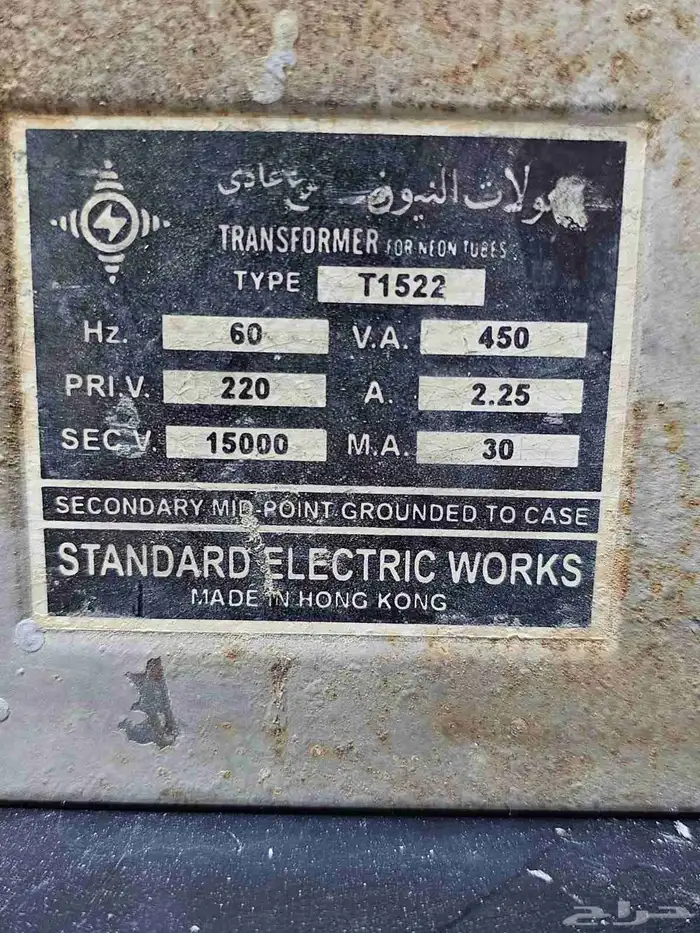 النيون
عادي
TRANSFORMER FOR NEON TUBES
TYPE T1522
Hz. 60 V.A. 450
PRI.V. 220 A. 2.25
SEC V. 15000 M.A. 30
SECONDARY MID-POINT GROUNDED TO CASE
STANDARD ELECTRIC WORKS
MADE IN HONG KONG
حراج